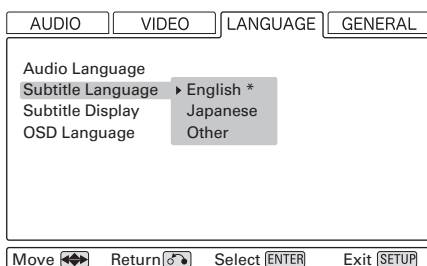 AUDIO VIDEO LANGUAGE GENERAL
Audio Language
Subtitle Language English *
Subtitle Display Japanese
OSD Language Other
Move Return Select ENTER Exit SETUP